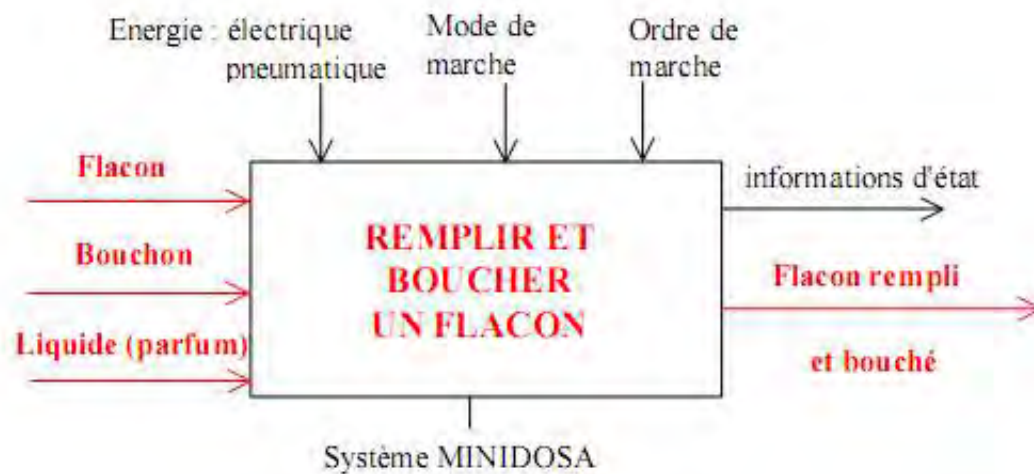 Energie : électrique
pneumatique
Mode de
marche
Ordre de
marche
Flacon
Bouchon
Liquide (parfum)
REMPLIR ET
BOUCHER
UN FLACON
informations d'état
Flacon rempli
et bouché
Système MINIDOSA